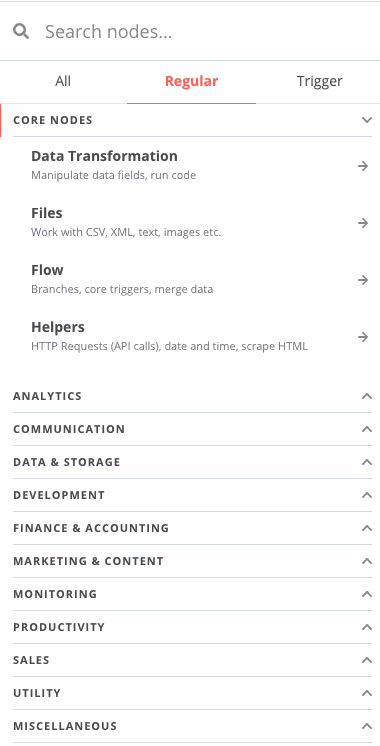 Search nodes...
All Regular Trigger
CORE NODES
Data Transformation
Manipulate data fields, run code
Files
Work with CSV, XML, text, images etc.
Flow
Branches, core triggers, merge data
Helpers
HTTP Requests (API calls), date and time, scrape HTML
ANALYTICS
COMMUNICATION
DATA & STORAGE
DEVELOPMENT
FINANCE & ACCOUNTING
MARKETING & CONTENT
MONITORING
PRODUCTIVITY
SALES
UTILITY
MISCELLANEOUS